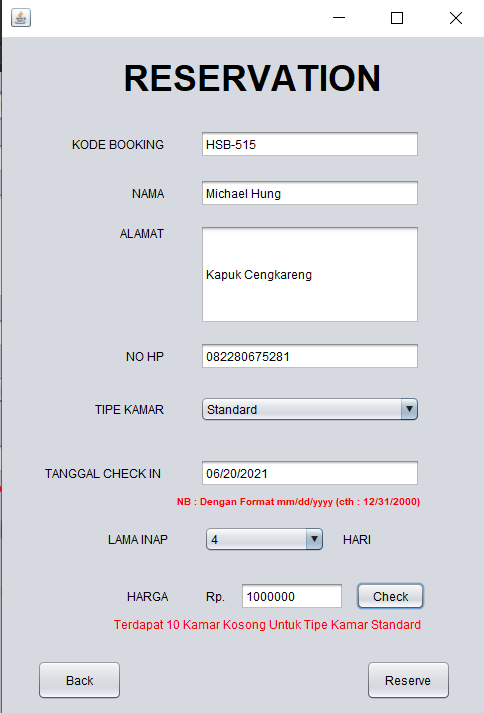 RESERVATION
KODE BOOKING HSB-515
NAMA Michael Hung
ALAMAT
Kapuk Cengkareng
NO HP 082280675281
TIPE KAMAR Standard
TANGGAL CHECK IN 06/20/2021
NB : Dengan Format mm/dd/yyyy (cth : 12/31/2000)
LAMA INAP 4 HARI
HARGA Rp. 1000000 Check
Terdapat 10 Kamar Kosong Untuk Tipe Kamar Standard
Back Reserve